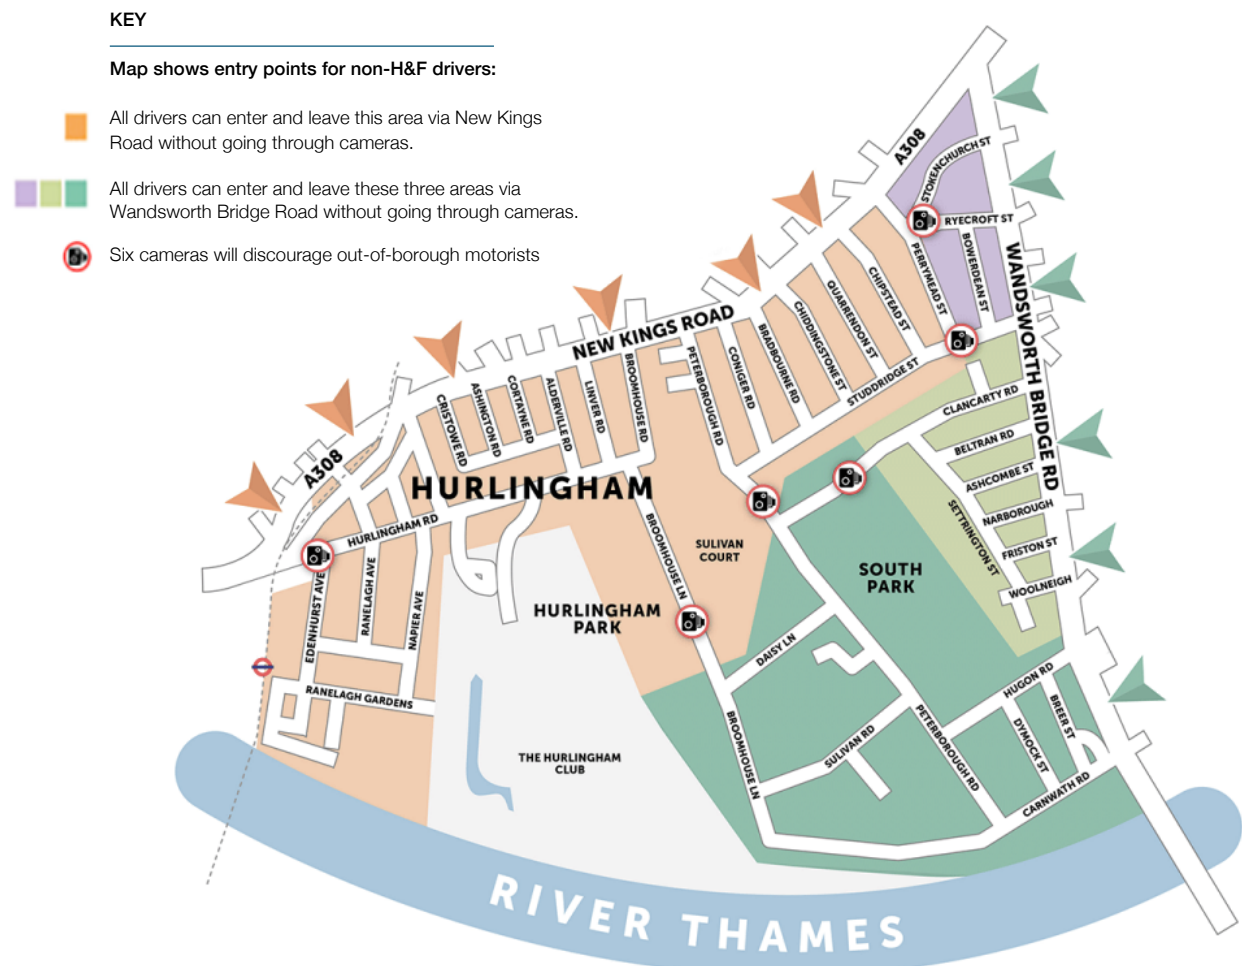 KEY
Map shows entry points for non-H&F drivers:
All drivers can enter and leave this area via New Kings
Road without going through cameras.
All drivers can enter and leave these three areas via
Wandsworth Bridge Road without going through cameras.
Six cameras will discourage out-of-borough motorists
A308
STOKENCHURCH ST
RYECROFT ST
BOWERDEAN ST
PERRYMEAD ST
WANDSWORTH BRIDGE RD
CHIPSTEAD ST
QUARRENDON ST
CHIDDINGSTONE ST
BRADBOURNE RD
CONIGER RD
PETERBOROUGH RD
STUDDRIDGE ST
NEW KINGS ROAD
BROOMHOUSE RD
LINVER RD
ALDERVILLE RD
CORTAYNE RD
ASHINGTON RD
CRISTOWE RD
A308
HURLINGHAM
HURLINGHAM RD
CLANCARTY RD
BELTRAN RD
ASHCOMBE ST
NARBOROUGH
FRISTON ST
WOOLNEIGH
SETTRINGTON ST
BROOMHOUSE LN
SULIVAN
COURT
SOUTH
PARK
EDENHURST AVE
RANELAGH AVE
NAPIER AVE
RANELAGH GARDENS
HURLINGHAM
PARK
DAISY LN
HUGON RD
BREER ST
DYMOCK ST
PETERBOROUGH RD
SULIVAN RD
BROOMHOUSE LN
CARNWATH RD
THE HURLINGHAM
CLUB
RIVER THAMES